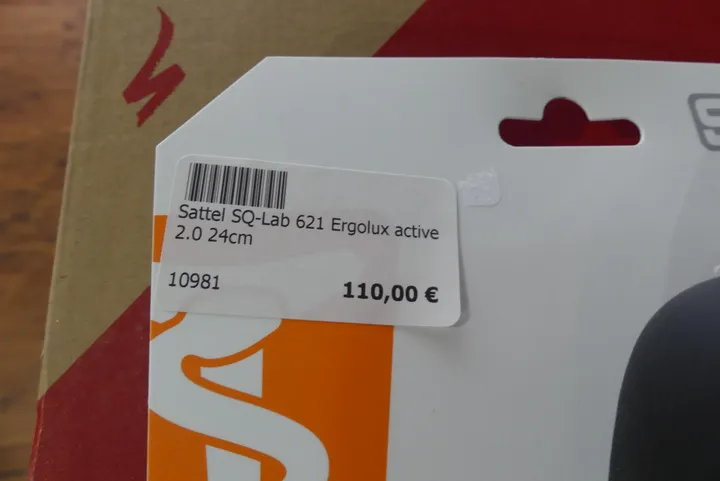 Sattel SQ-Lab 621 Ergolux active
2.0 24cm
10981
110,00 €